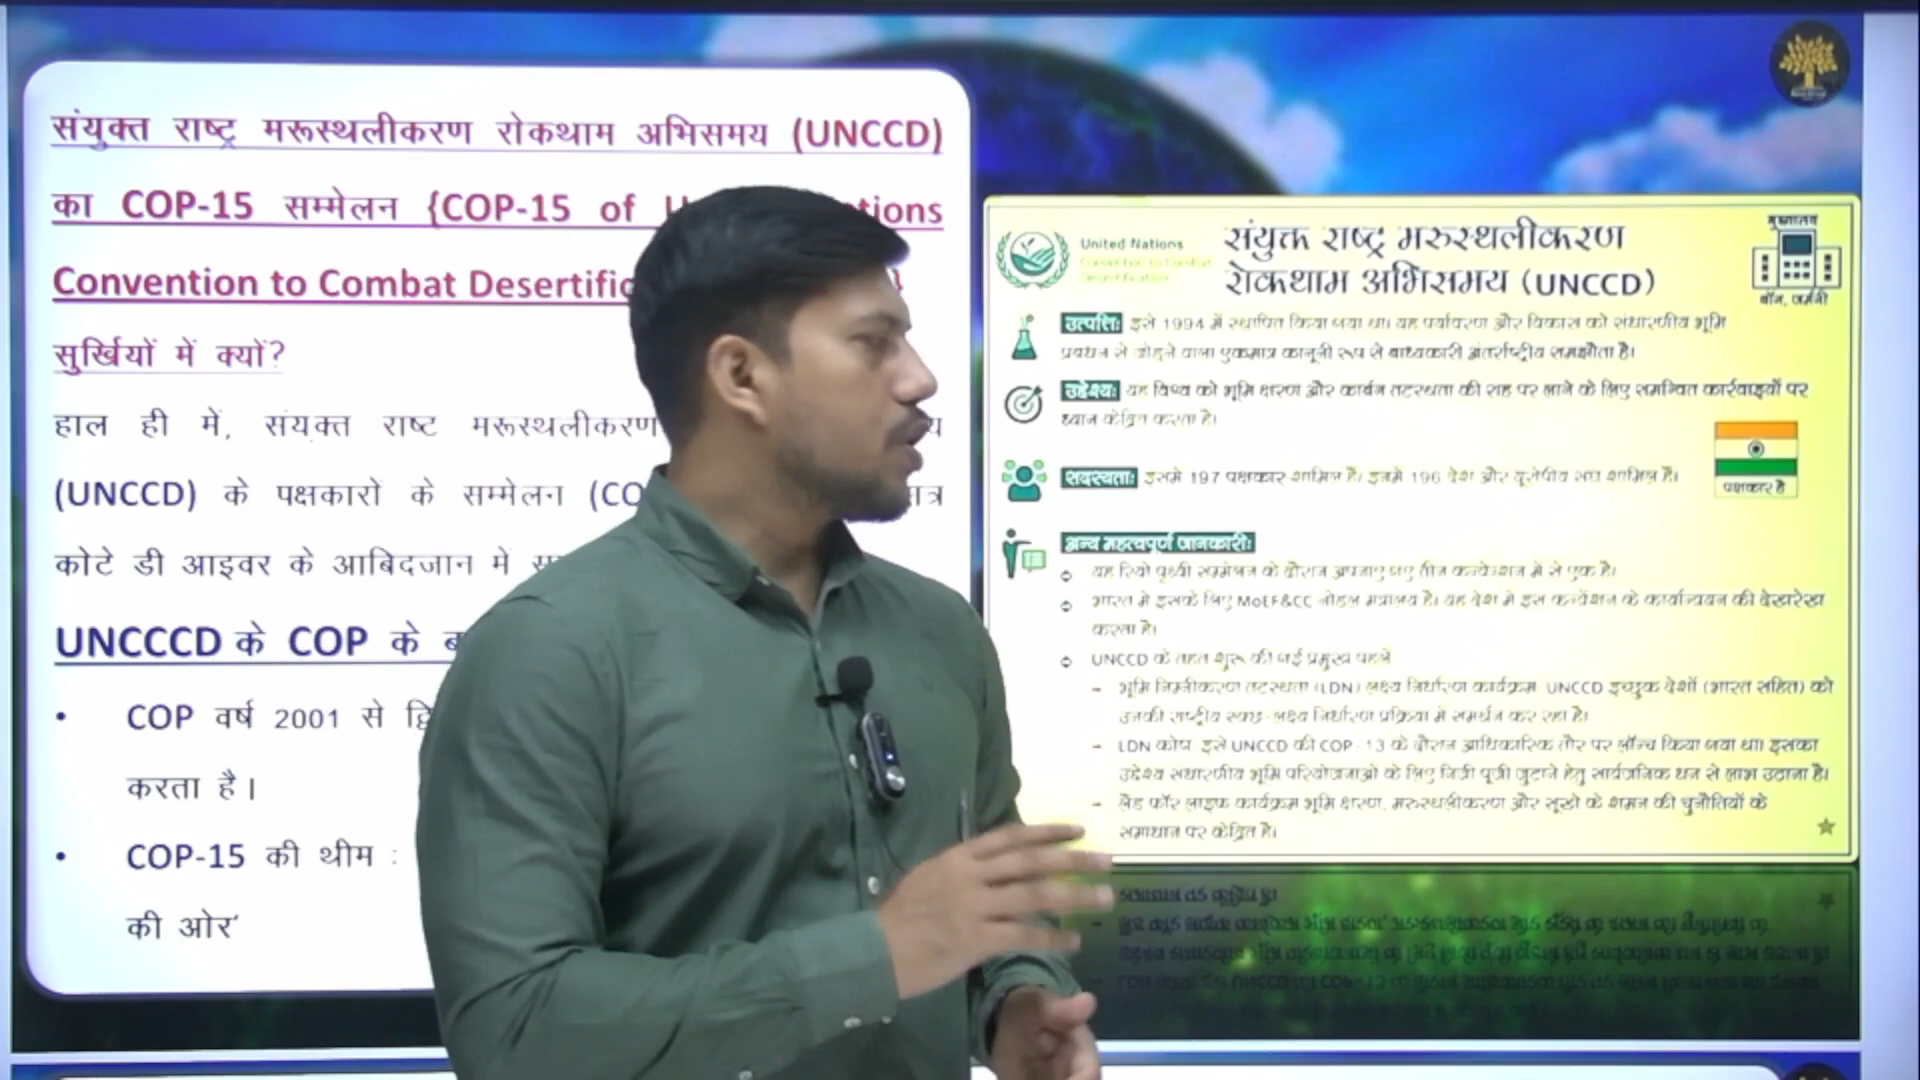 संयुक्त राष्ट्र मरूस्थलीकरण रोकथाम अभिसमय (UNCCD)
का COP-15 सम्मेलन {COP-15 of
Convention to Combat
सुर्खियों में क्यों?
हाल ही में, संयुक्त राष्ट मरूस्थलीकरण
(UNCCD) के पक्षकारों के सम्मेलन
कोटे डी आइवर के आबिदजान मे
UNCCCD के COP के
COP वर्ष 2001 से
करता है ।
COP-15 की थीम :
की ओर‘
United Nations
Convention to Combat
Desertification
संयुक्त राष्ट्र मरुस्थलीकरण
रोकथाम अभिसमय (UNCCD)
मुख्यालय
बॉन, जर्मनी
उत्पत्ति: इसे 1994 में स्थापित किया गया था। यह पर्यावरण और विकास को संधारणीय भूमि
प्रबंधन से जोड़ने वाला एकमात्र कानूनी रूप से बाध्यकारी अंतर्राष्ट्रीय समझौता है।
उद्देश्य: यह विश्व को भूमि क्षरण और कार्बन तटस्थता की राह पर लाने के लिए समन्वित कार्रवाइयों पर
ध्यान केंद्रित करता है।
सदस्यता: इसमें 197 पक्षकार शामिल हैं। इनमें 196 देश और यूरोपीय संघ शामिल हैं।
पक्षकार है
अन्य महत्वपूर्ण जानकारी:
यह रियो पृथ्वी सम्मेलन के दौरान अपनाए गए तीन कन्वेंशन में से एक है।
भारत में इसके लिए MoEF&CC नोडल मंत्रालय है। यह देश में इस कन्वेंशन के कार्यान्वयन की देखरेख
करता है।
UNCCD के तहत शुरू की गई प्रमुख पहलें
- भूमि निम्नीकरण तटस्थता (LDN) लक्ष्य निर्धारण कार्यक्रम UNCCD इच्छुक देशों (भारत सहित) को
उनकी राष्ट्रीय स्वैच्छिक लक्ष्य निर्धारण प्रक्रिया में समर्थन कर रहा है।
- LDN कोष इसे UNCCD की COP-13 के दौरान आधिकारिक तौर पर लॉन्च किया गया था। इसका
उद्देश्य संधारणीय भूमि परियोजनाओं के लिए निजी पूंजी जुटाने हेतु सार्वजनिक धन से लाभ उठाना है।
- लैंड फॉर लाइफ कार्यक्रम भूमि क्षरण, मरुस्थलीकरण और सूखे के शमन की चुनौतियों के
समाधान पर केंद्रित है।